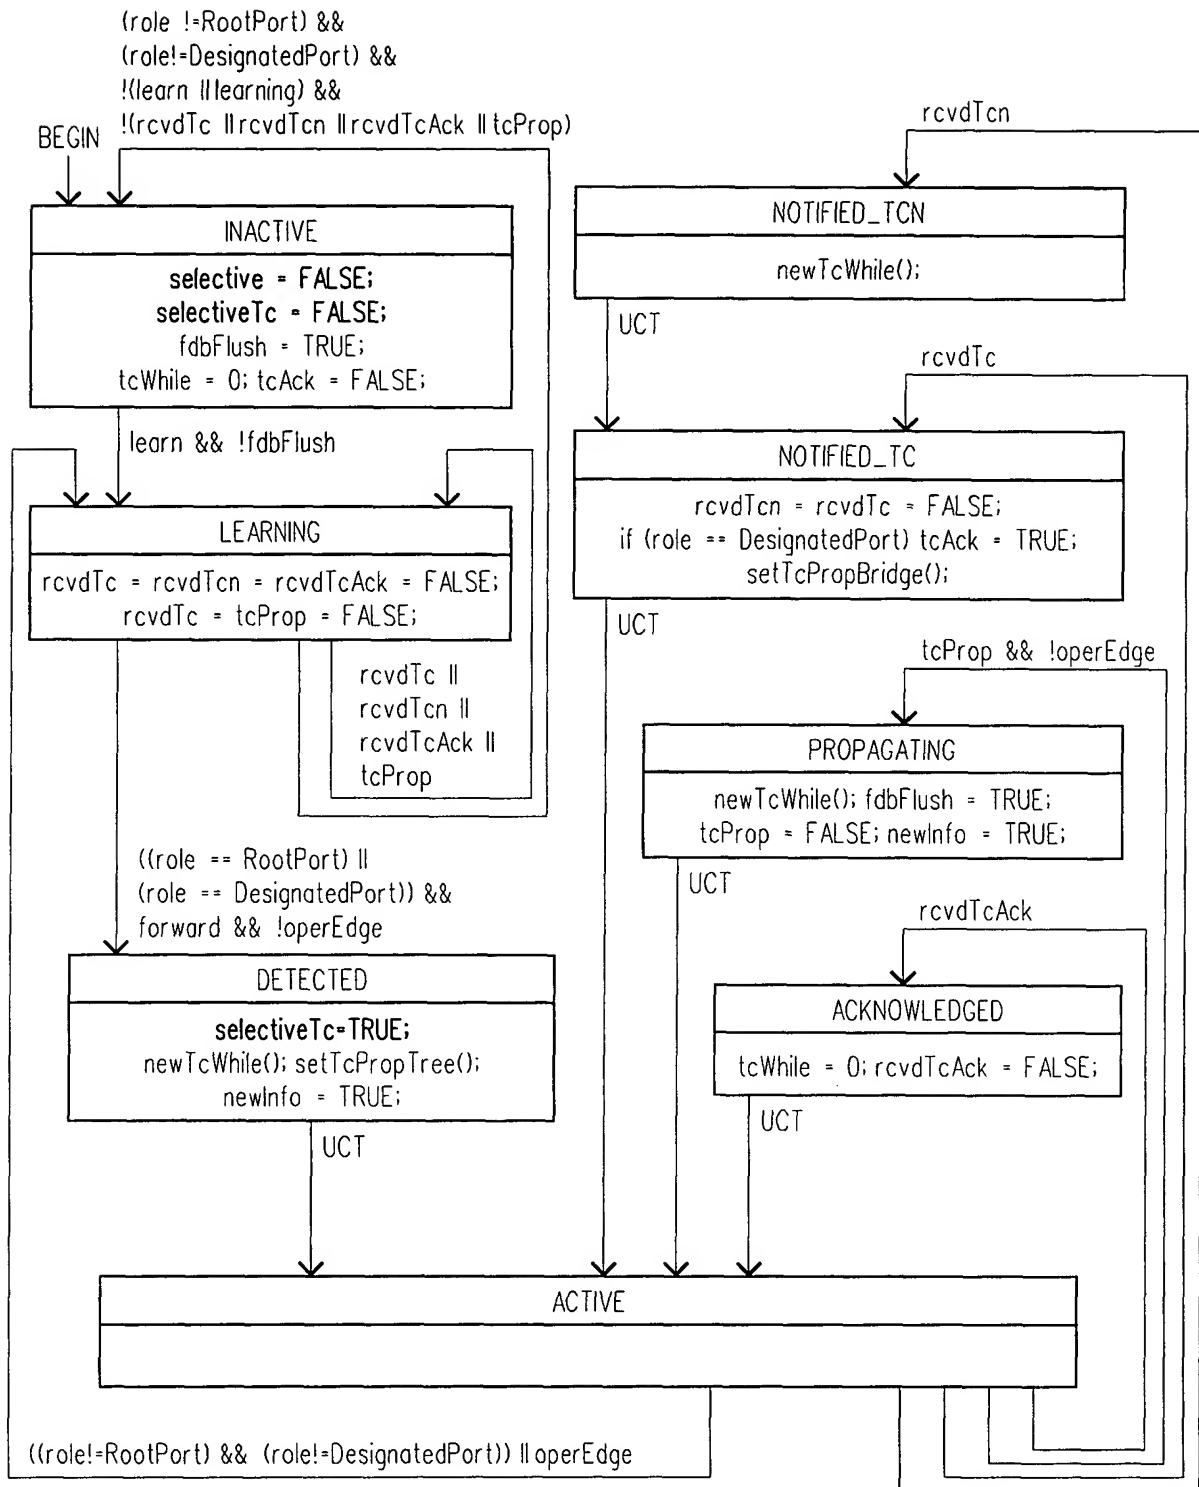 (role !=RootPort) &&
(role!=DesignatedPort) &&
!(learn ||learning) &&
!(rcvdTc ||rcvdTcn ||rcvdTcAck ||tcProp)
BEGIN
INACTIVE
selective = FALSE;
selectiveTc = FALSE;
fdbFlush = TRUE;
tcWhile = 0; tcAck = FALSE;
learn && !fdbFlush
LEARNING
rcvdTc = rcvdTcn = rcvdTcAck = FALSE;
rcvdTc = tcProp = FALSE;
rcvdTc ||
rcvdTcn ||
rcvdTcAck ||
tcProp
((role == RootPort) ||
(role == DesignatedPort)) &&
forward && !operEdge
DETECTED
selectiveTc=TRUE;
newTcWhile(); setTcPropTree();
newInfo = TRUE;
UCT
rcvdTcn
NOTIFIED_TCN
newTcWhile();
UCT
rcvdTc
NOTIFIED_TC
rcvdTcn = rcvdTc = FALSE;
if (role == DesignatedPort) tcAck = TRUE;
setTcPropBridge();
UCT
tcProp && !operEdge
PROPAGATING
newTcWhile(); fdbFlush = TRUE;
tcProp = FALSE; newInfo = TRUE;
UCT
rcvdTcAck
ACKNOWLEDGED
tcWhile = 0; rcvdTcAck = FALSE;
UCT
ACTIVE
((role!=RootPort) && (role!=DesignatedPort)) ||operEdge